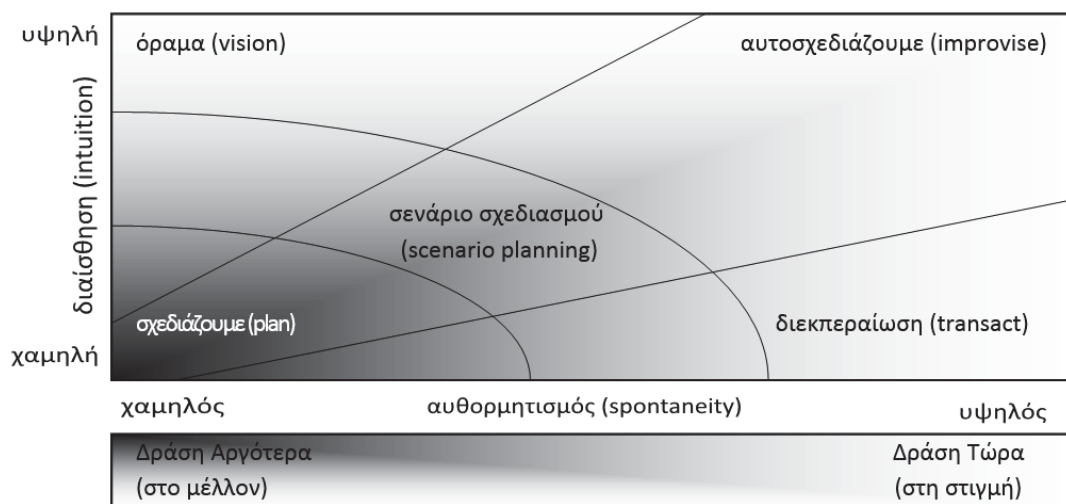 υψηλή
όραμα (vision)
αυτοσχεδιάζουμε (improvise)
διαίσθηση (intuition)
σενάριο σχεδιασμού
(scenario planning)
σχεδιάζουμε (plan)
διεκπεραίωση (transact)
χαμηλή
χαμηλός
αυθορμητισμός (spontaneity)
υψηλός
Δράση Αργότερα
(στο μέλλον)
Δράση Τώρα
(στη στιγμή)